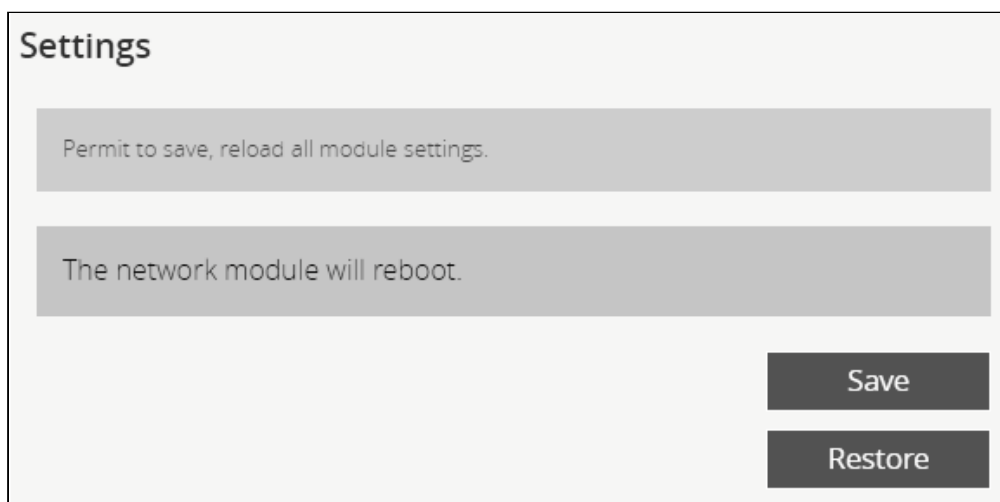 Settings
Permit to save, reload all module settings.
The network module will reboot.
Save
Restore